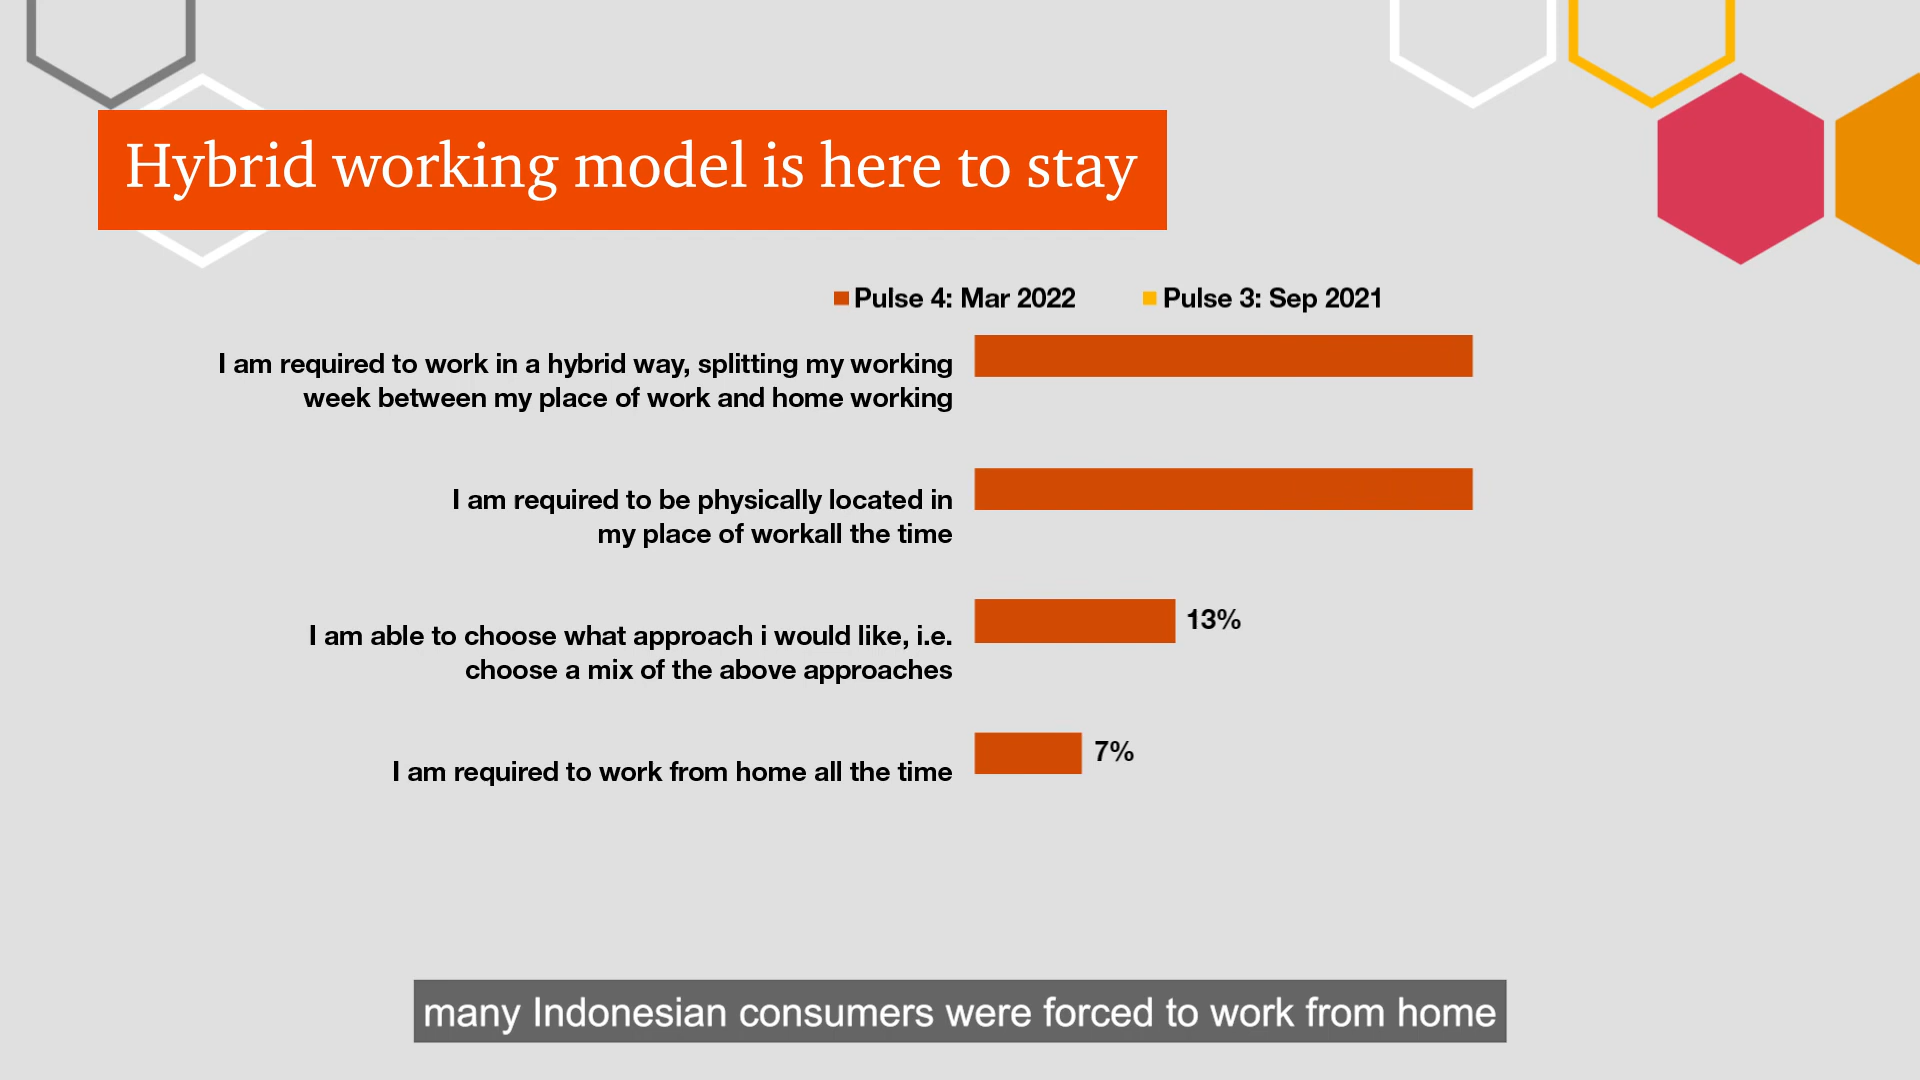 Hybrid working model is here to stay
Pulse 4: Mar 2022
Pulse 3: Sep 2021
I am required to work in a hybrid way, splitting my working
week between my place of work and home working
I am required to be physically located in
my place of workall the time
I am able to choose what approach i would like, i.e.
choose a mix of the above approaches
13%
I am required to work from home all the time
7%
many Indonesian consumers were forced to work from home